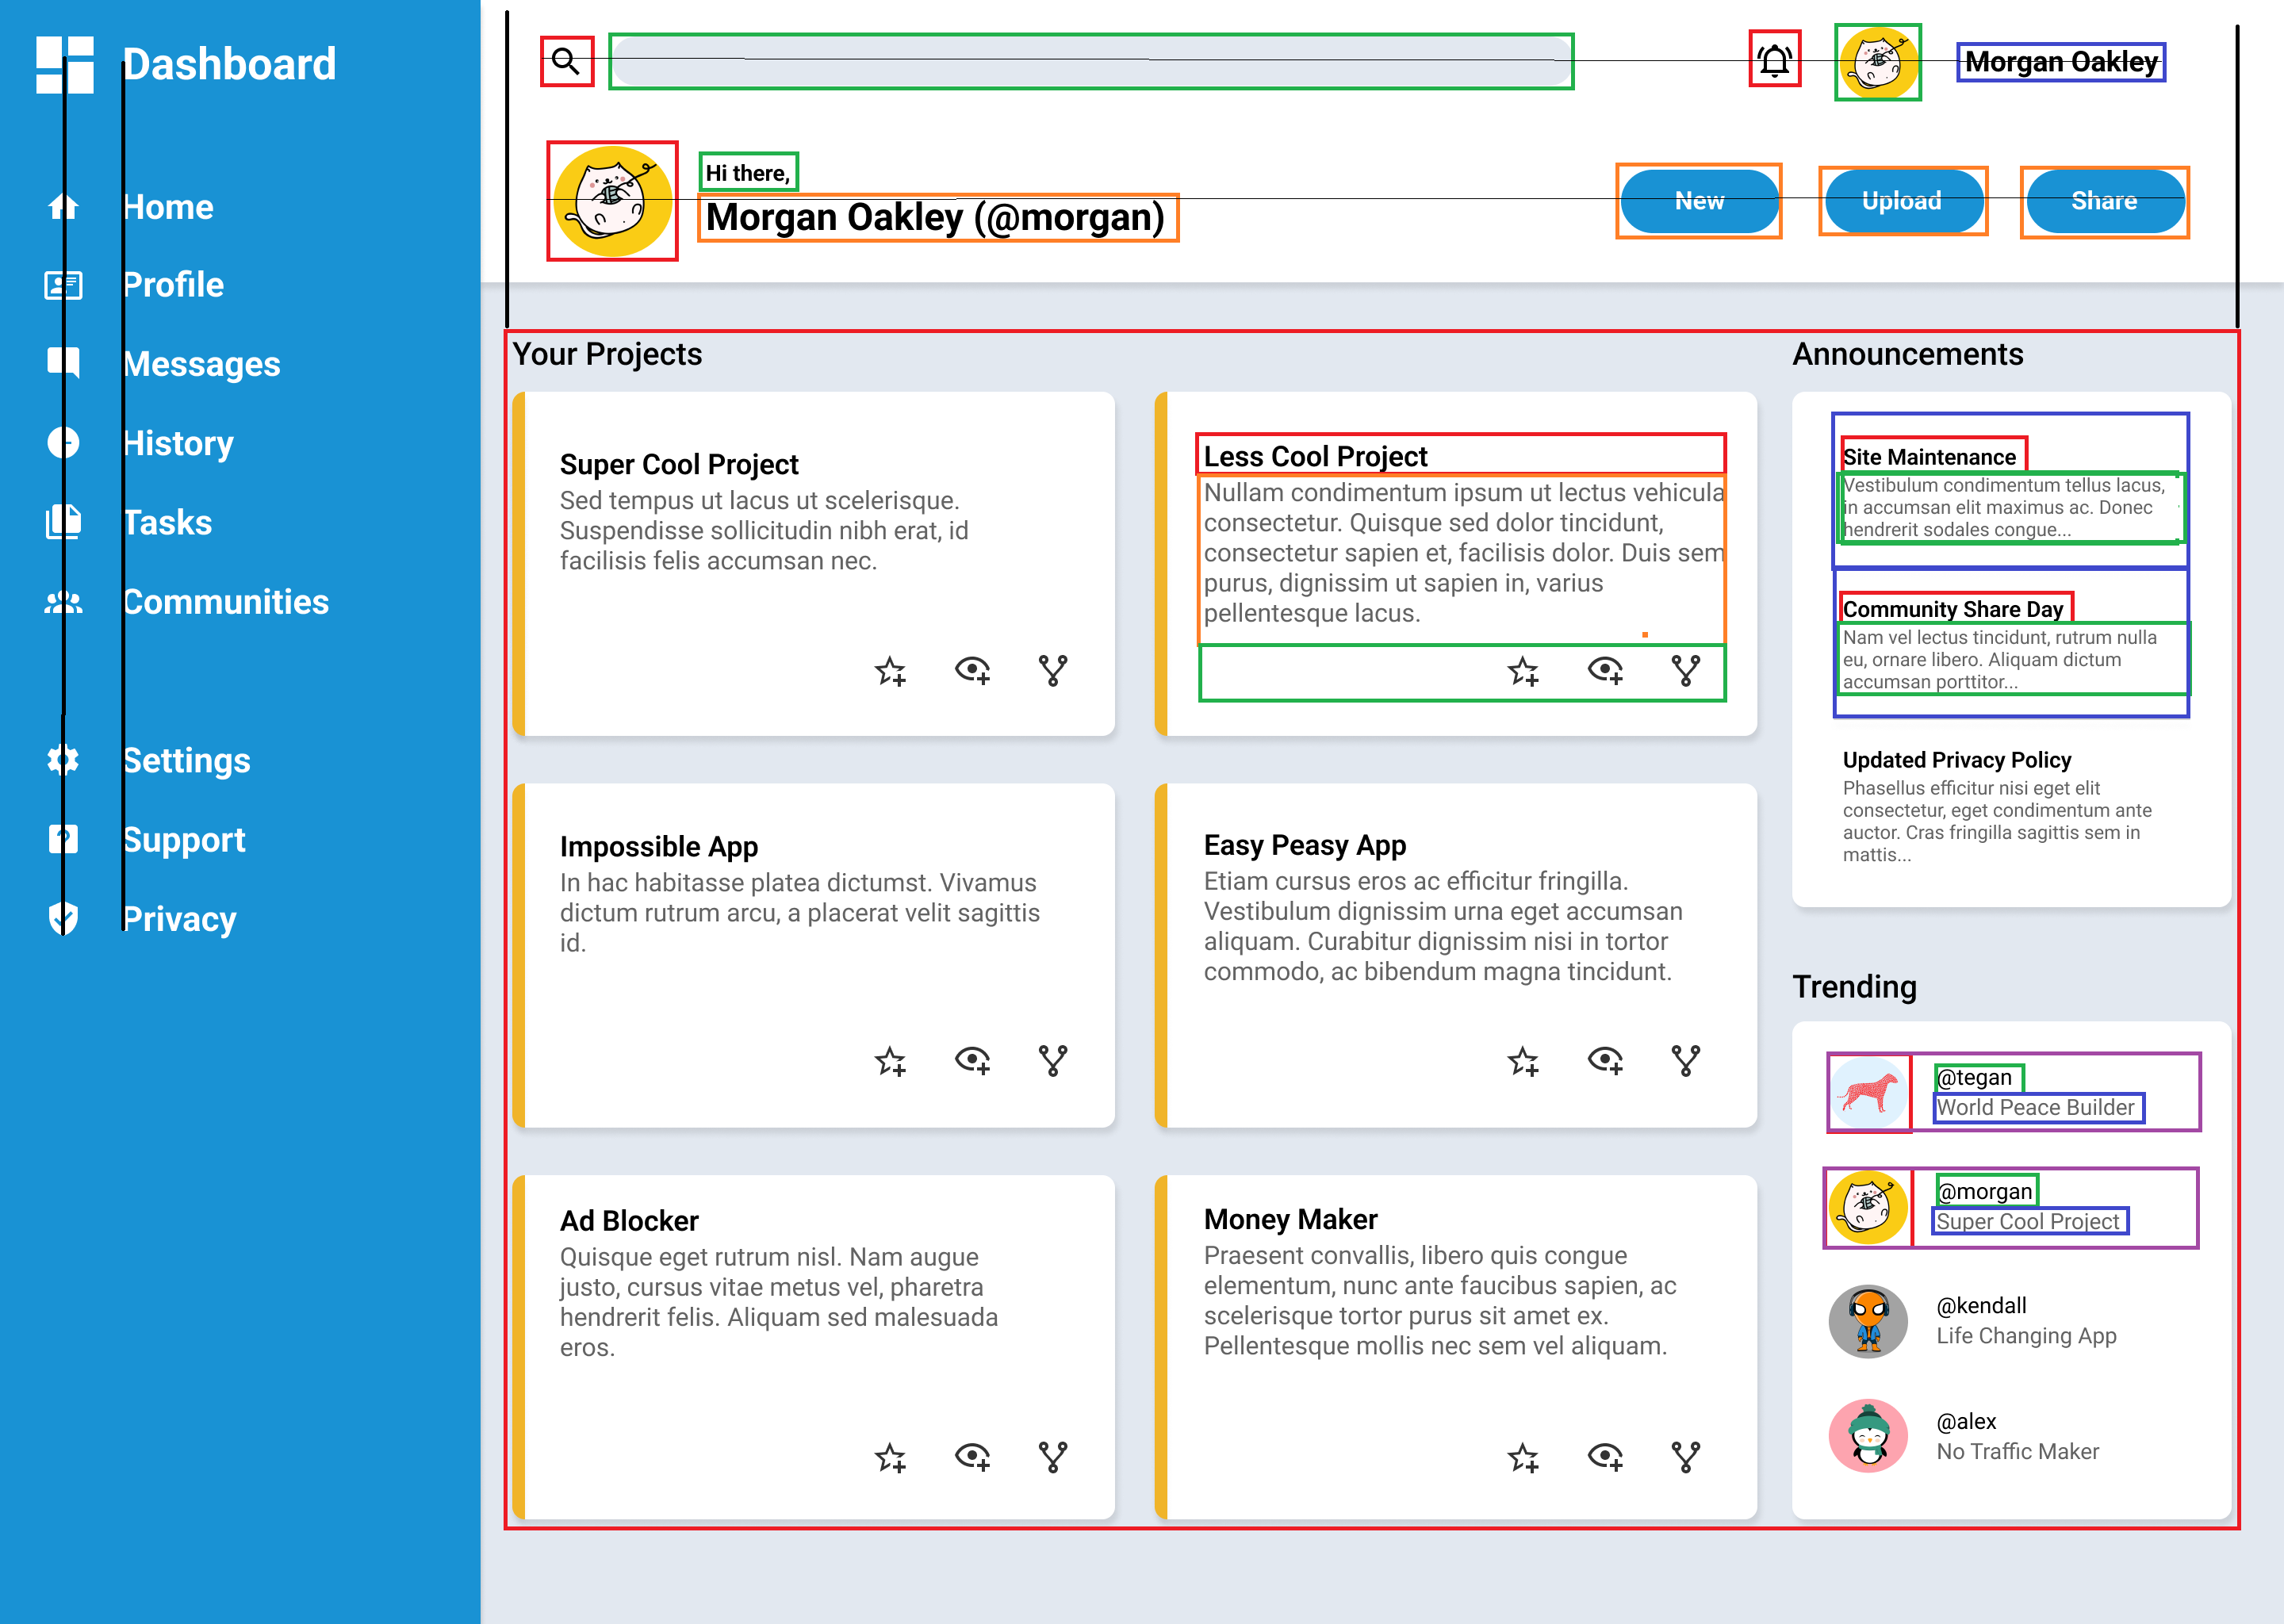 Dashboard
Home
Profile
Messages
History
Tasks
Communities
Settings
Support
Privacy
Morgan Oakley
Hi there,
Morgan Oakley (@morgan)
New
Upload
Share
Your Projects
Super Cool Project
Sed tempus ut lacus ut scelerisque.
Suspendisse sollicitudin nibh erat, id
facilisis felis accumsan nec.
Less Cool Project
Nullam condimentum ipsum ut lectus vehicula
consectetur. Quisque sed dolor tincidunt,
consectetur sapien et, facilisis dolor. Duis sem
purus, dignissim ut sapien in, varius
pellentesque lacus.
Impossible App
In hac habitasse platea dictumst. Vivamus
dictum rutrum arcu, a placerat velit sagittis
id.
Easy Peasy App
Etiam cursus eros ac efficitur fringilla.
Vestibulum dignissim urna eget accumsan
aliquam. Curabitur dignissim nisi in tortor
commodo, ac bibendum magna tincidunt.
Ad Blocker
Quisque eget rutrum nisl. Nam augue
justo, cursus vitae metus vel, pharetra
hendrerit felis. Aliquam sed malesuada
eros.
Money Maker
Praesent convallis, libero quis congue
elementum, nunc ante faucibus sapien, ac
scelerisque tortor purus sit amet ex.
Pellentesque mollis nec sem vel aliquam.
Announcements
Site Maintenance
Vestibulum condimentum tellus lacus,
in accumsan elit maximus ac. Donec
hendrerit sodales congue...
Community Share Day
Nam vel lectus tincidunt, rutrum nulla
eu, ornare libero. Aliquam dictum
accumsan porttitor...
Updated Privacy Policy
Phasellus efficitur nisi eget elit
consectetur, eget condimentum ante
auctor. Cras fringilla sagittis sem in
mattis...
Trending
@tegan
World Peace Builder
@morgan
Super Cool Project
@kendall
Life Changing App
@alex
No Traffic Maker